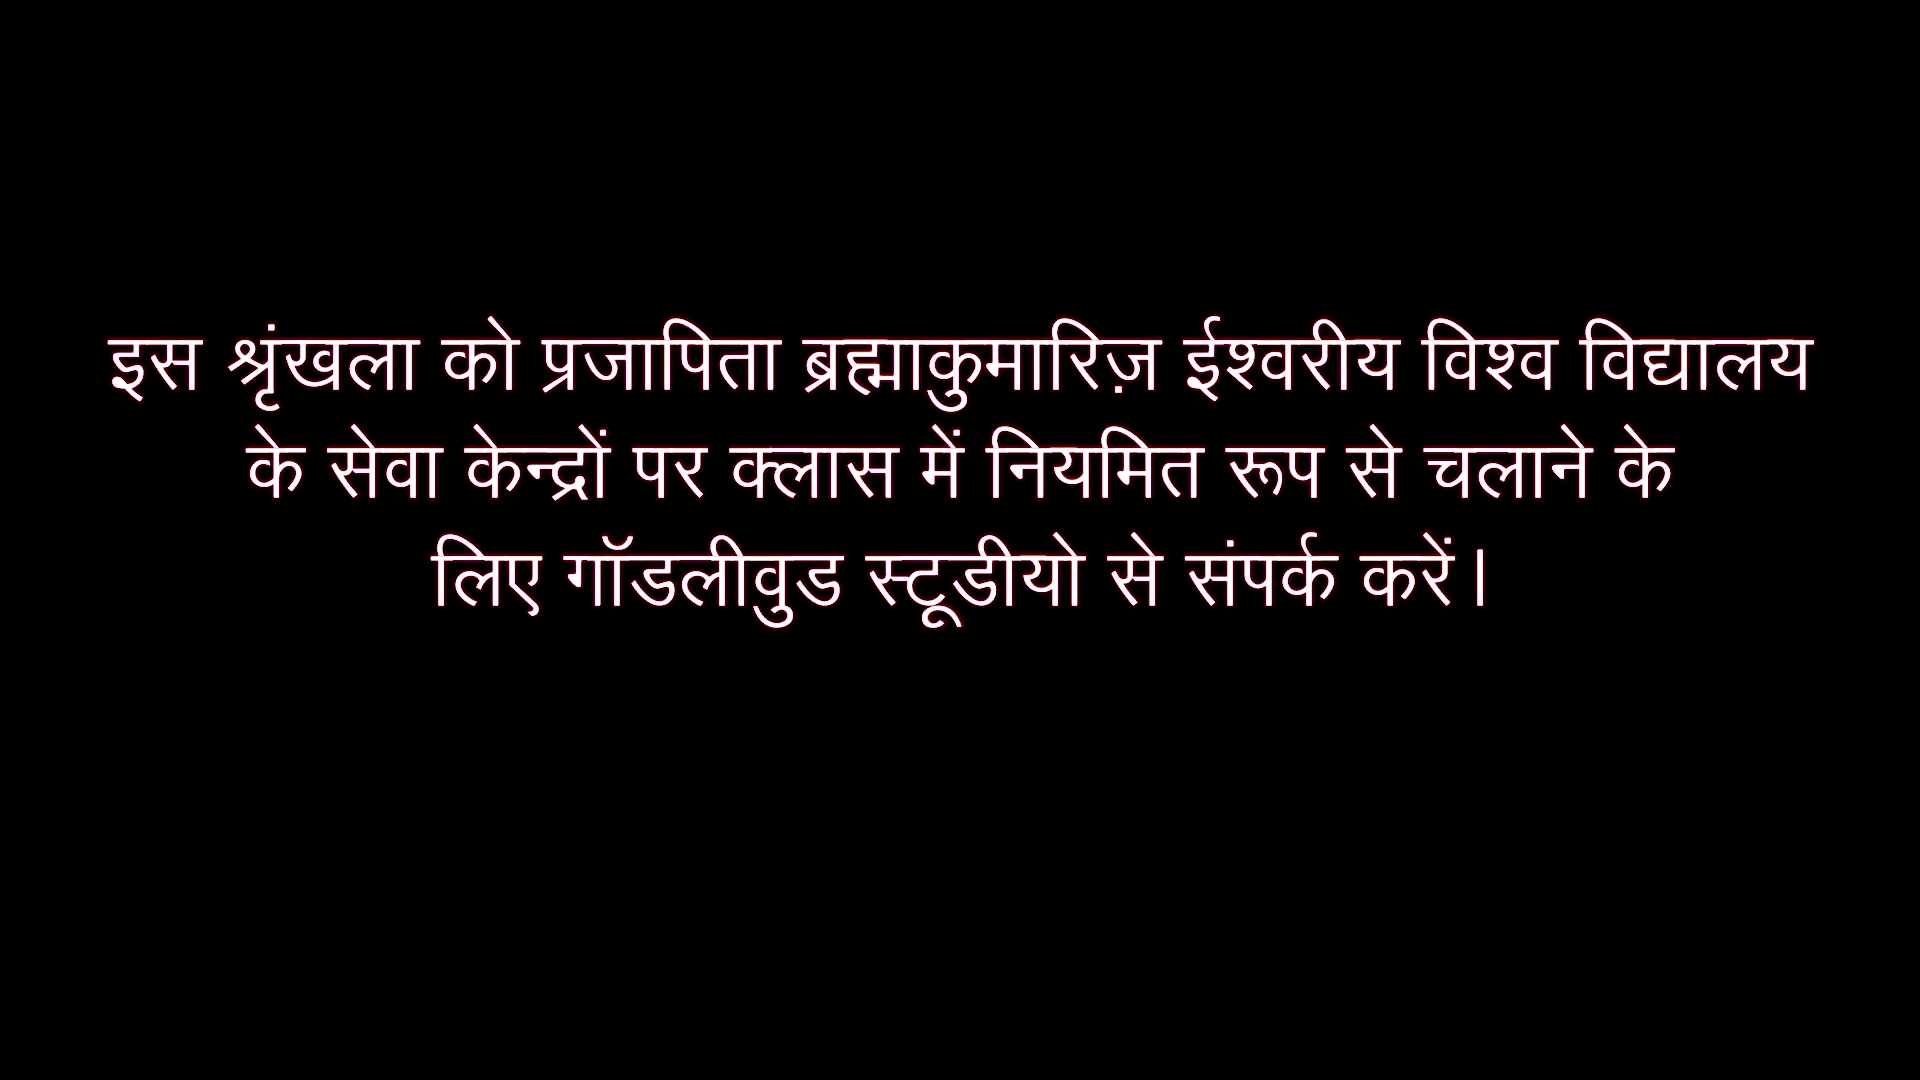 इस श्रृंखला को प्रजापिता ब्रह्माकुमारिज़ ईश्वरीय विश्व विद्यालय
के सेवा केन्द्रों पर क्लास में नियमित रूप से चलाने के
लिए गॉडलीवुड स्टूडीयो से संपर्क करें।